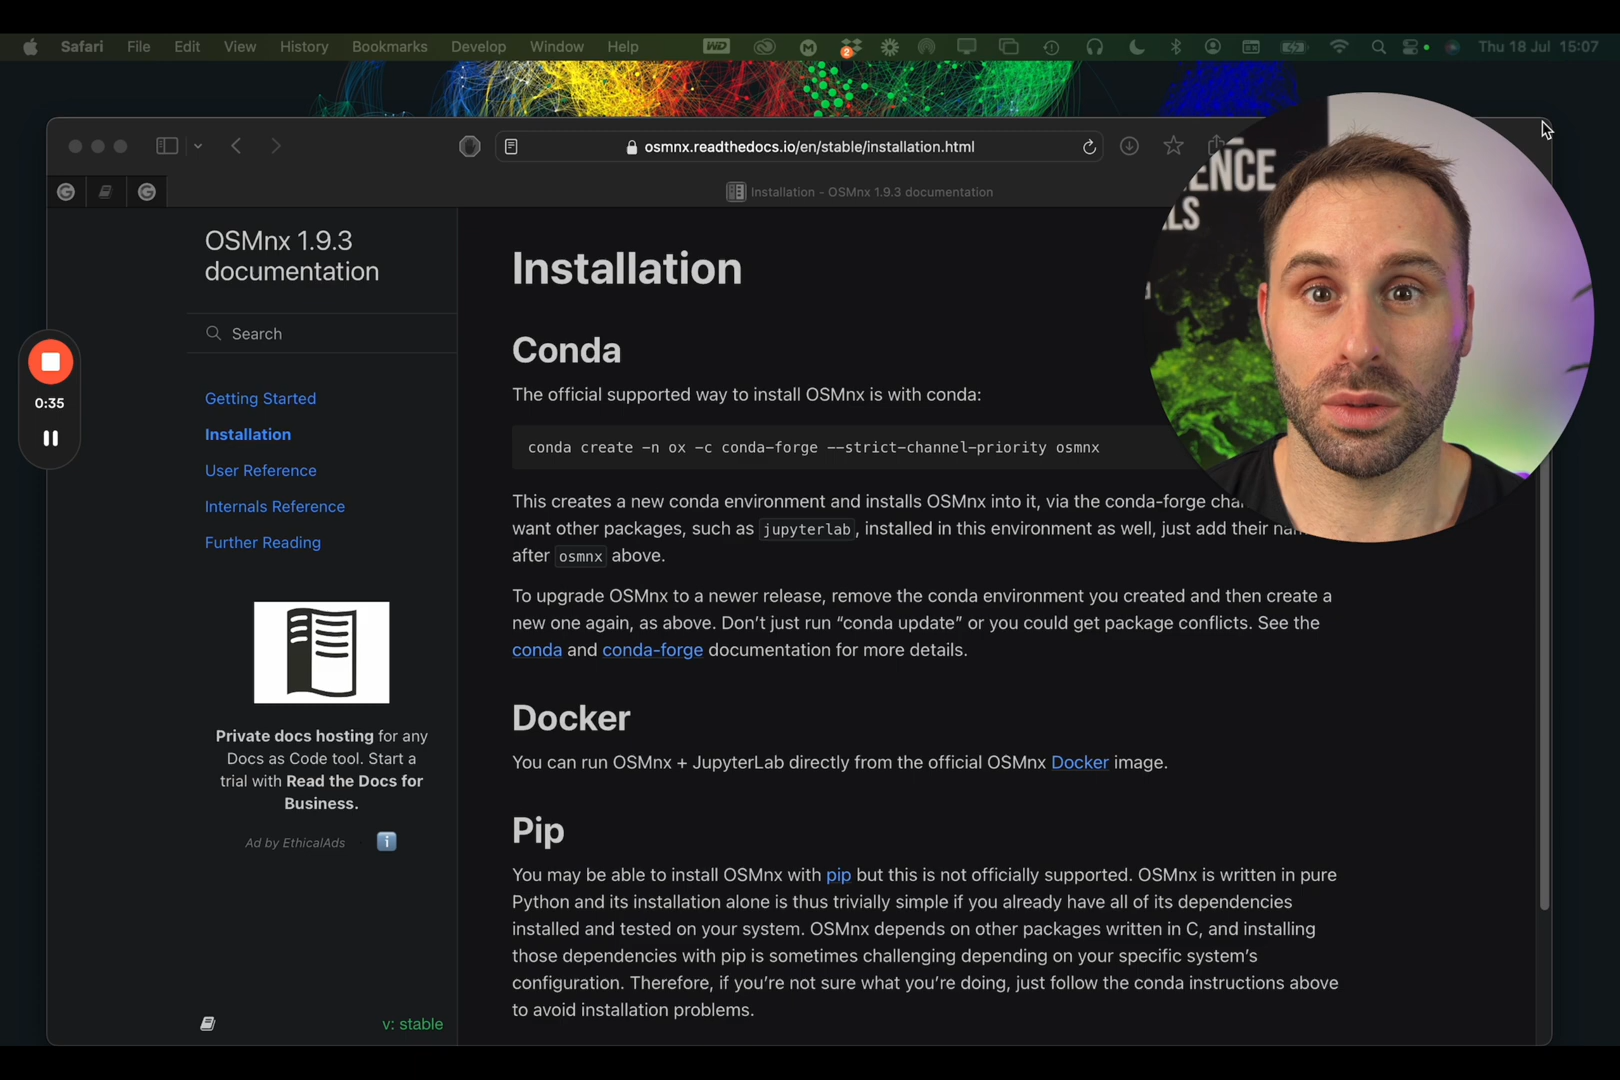 Safari File Edit View History Bookmarks Develop Window Help WD 2 Thu 18 Jul 15:07
osmnx.readthedocs.io/en/stable/installation.html
G G Installation - OSMnx 1.9.3 documentation
ENCE
LS
OSMnx 1.9.3
documentation
Search
Getting Started
Installation
User Reference
Internals Reference
Further Reading
Private docs hosting for any
Docs as Code tool. Start a
trial with Read the Docs for
Business.
Ad by EthicalAds
v: stable
0:35
Installation
Conda
The official supported way to install OSMnx is with conda:
conda create -n ox -c conda-forge --strict-channel-priority osmnx
This creates a new conda environment and installs OSMnx into it, via the conda-forge
want other packages, such as jupyterlab, installed in this environment as well, just add their
after osmnx above.
To upgrade OSMnx to a newer release, remove the conda environment you created and then create a
new one again, as above. Don’t just run “conda update” or you could get package conflicts. See the
conda and conda-forge documentation for more details.
Docker
You can run OSMnx + JupyterLab directly from the official OSMnx Docker image.
Pip
You may be able to install OSMnx with pip but this is not officially supported. OSMnx is written in pure
Python and its installation alone is thus trivially simple if you already have all of its dependencies
installed and tested on your system. OSMnx depends on other packages written in C, and installing
those dependencies with pip is sometimes challenging depending on your specific system’s
configuration. Therefore, if you’re not sure what you’re doing, just follow the conda instructions above
to avoid installation problems.